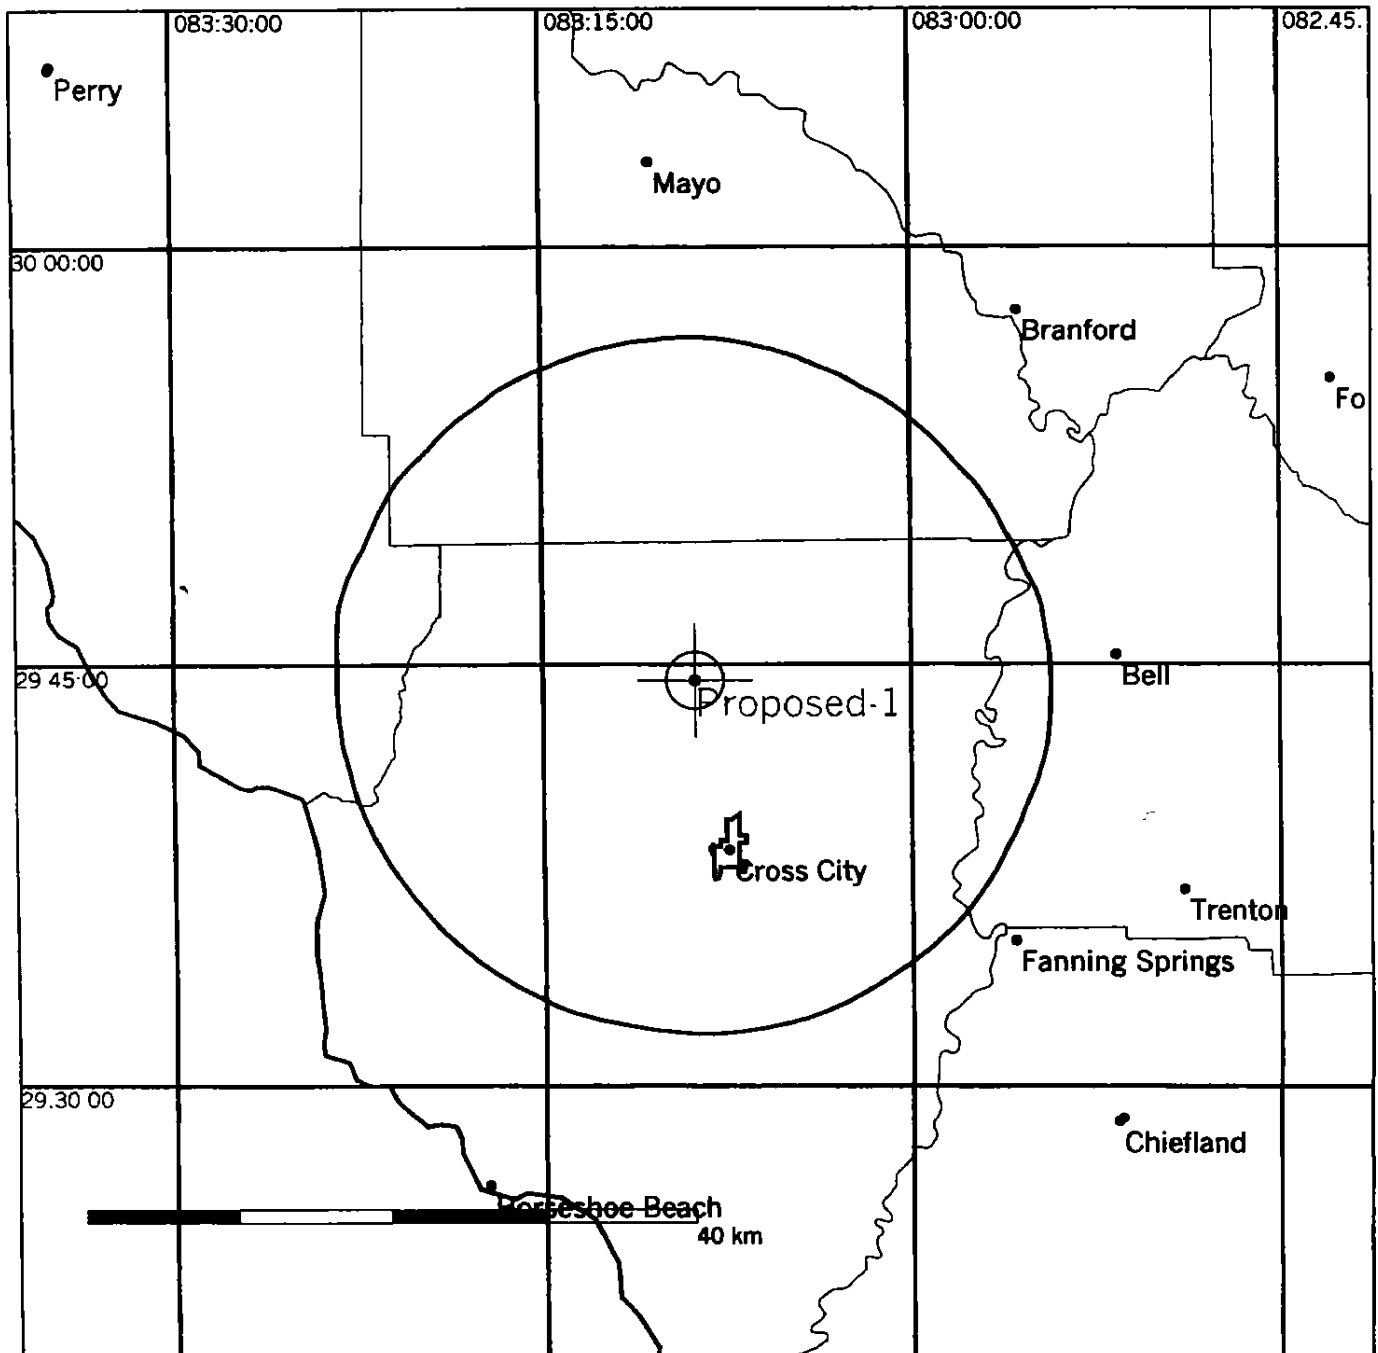 083:30:00
083:15:00
083:00:00
082.45.
Perry
Mayo
30 00:00
Branford
Fo
29 45:00
Bell
Proposed-1
Cross City
Trenton
Fanning Springs
29.30 00
Chiefland
Horseshoe Beach
40 km